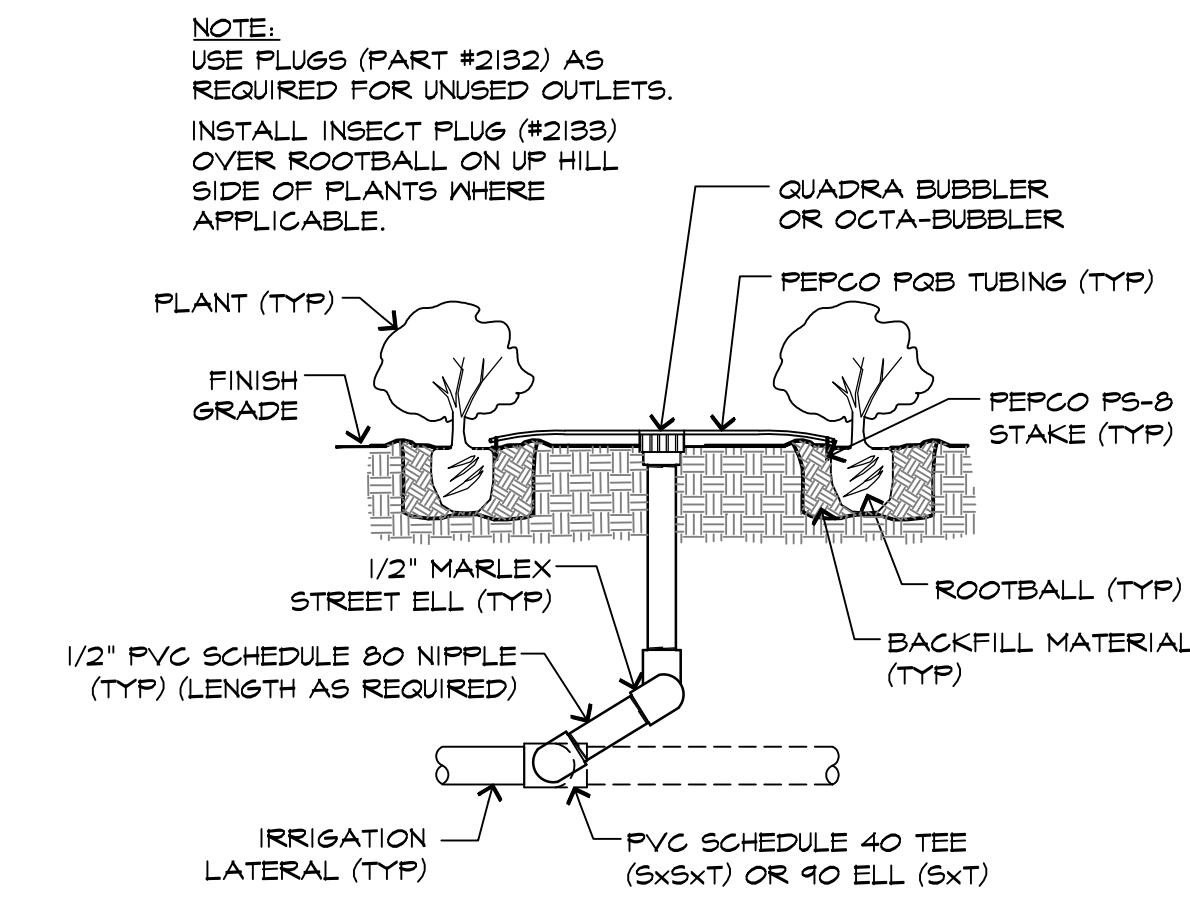 NOTE:
USE PLUGS (PART #2132) AS
REQUIRED FOR UNUSED OUTLETS.
INSTALL INSECT PLUG (#2133)
OVER ROOTBALL ON UP HILL
SIDE OF PLANTS WHERE
APPLICABLE.
QUADRA BUBBLER
OR OCTA-BUBBLER
PEPCO PQB TUBING (TYP)
PLANT (TYP)
FINISH
GRADE
PEPCO PS-8
STAKE (TYP)
1/2" MARLEX
STREET ELL (TYP)
ROOTBALL (TYP)
BACKFILL MATERIAL
(TYP)
1/2" PVC SCHEDULE 80 NIPPLE
(TYP) (LENGTH AS REQUIRED)
IRRIGATION
LATERAL (TYP)
PVC SCHEDULE 40 TEE
(SxSxT) OR 90 ELL (SxT)